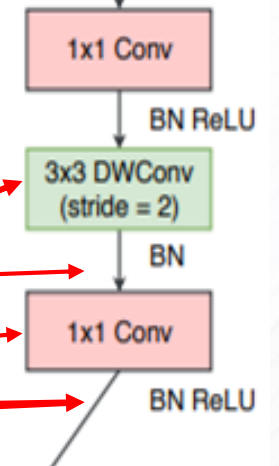 1x1 Conv
BN ReLU
3x3 DWConv
(stride = 2)
BN
1x1 Conv
BN ReLU